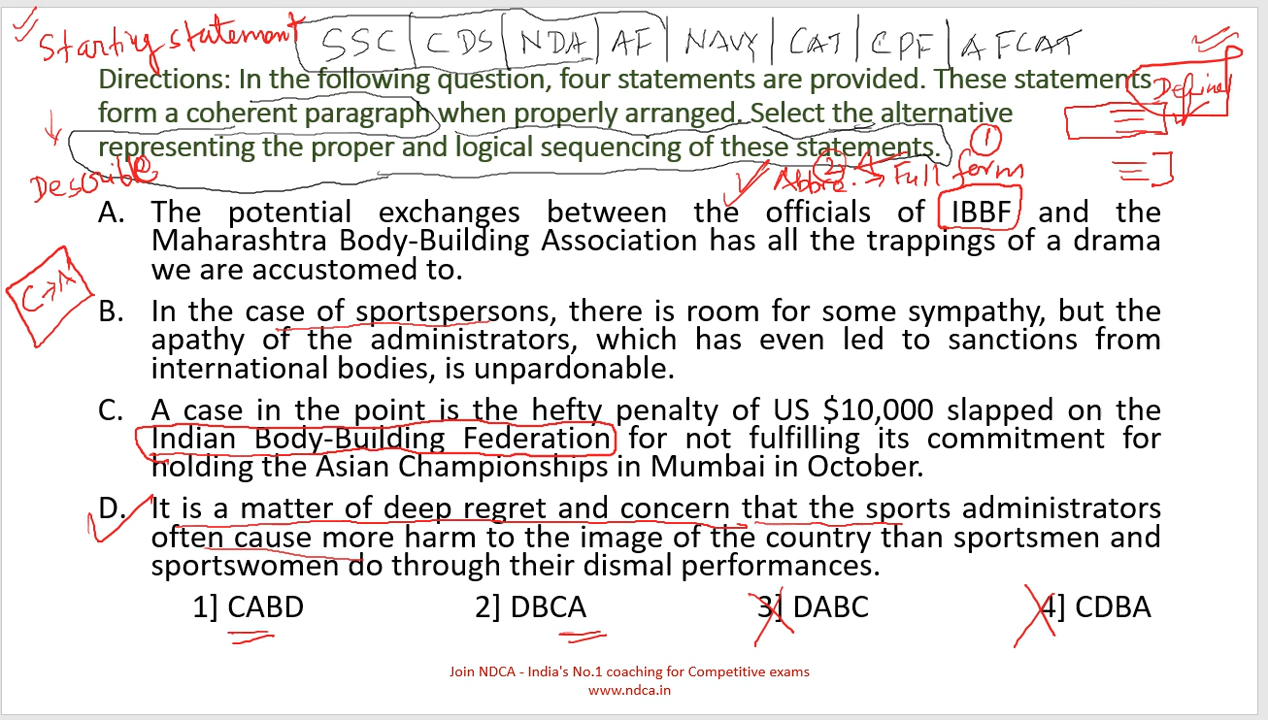 Starting statement SSC | CDS | NDA | AF | NAVY | CAT | CPF | AFCAT
Directions: In the following question, four statements are provided. These statements
Define
form a coherent paragraph when properly arranged. Select the alternative
representing the proper and logical sequencing of these statements.
1
Describe
2
Abbre. → Full form
A. The potential exchanges between the officials of IBBF and the
Maharashtra Body-Building Association has all the trappings of a drama
we are accustomed to.
C→A
B. In the case of sportspersons, there is room for some sympathy, but the
apathy of the administrators, which has even led to sanctions from
international bodies, is unpardonable.
C. A case in the point is the hefty penalty of US $10,000 slapped on the
Indian Body-Building Federation for not fulfilling its commitment for
holding the Asian Championships in Mumbai in October.
D. It is a matter of deep regret and concern that the sports administrators
often cause more harm to the image of the country than sportsmen and
sportswomen do through their dismal performances.
1] CABD 2] DBCA 3] DABC 4] CDBA
Join NDCA - India's No.1 coaching for Competitive exams
www.ndca.in